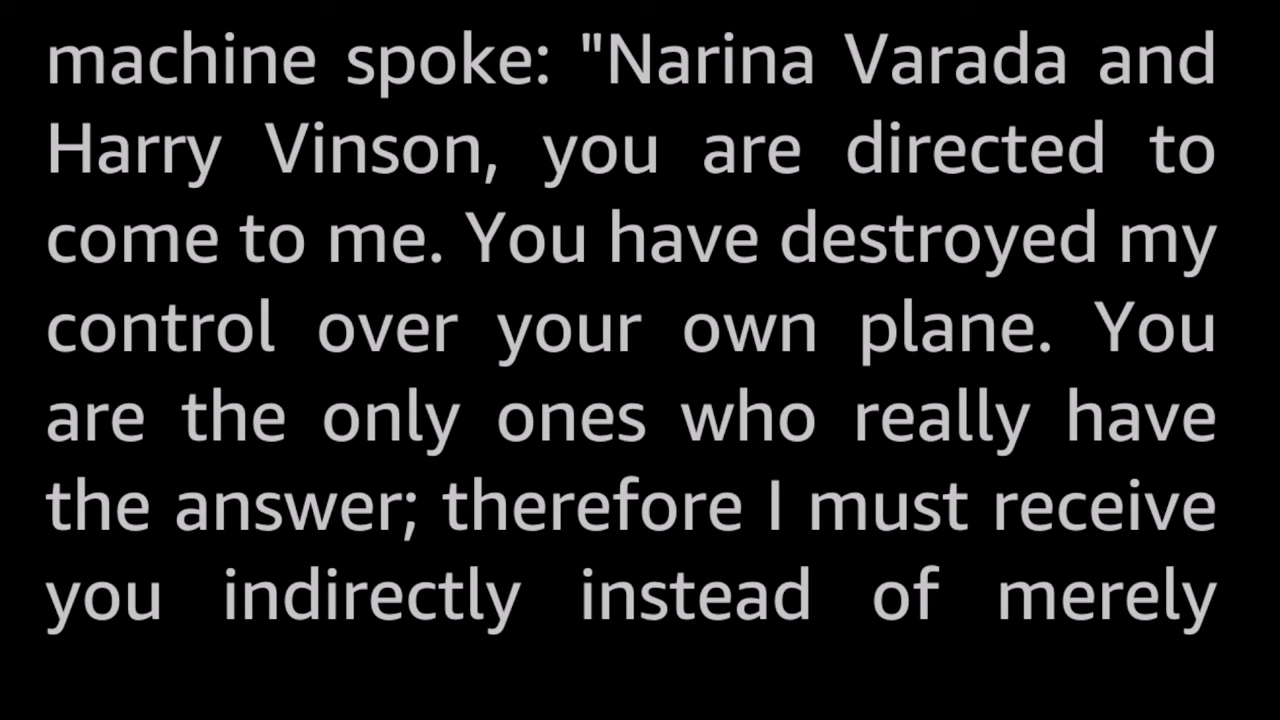 machine spoke: "Narina Varada and
Harry Vinson, you are directed to
come to me. You have destroyed my
control over your own plane. You
are the only ones who really have
the answer; therefore I must receive
you indirectly instead of merely